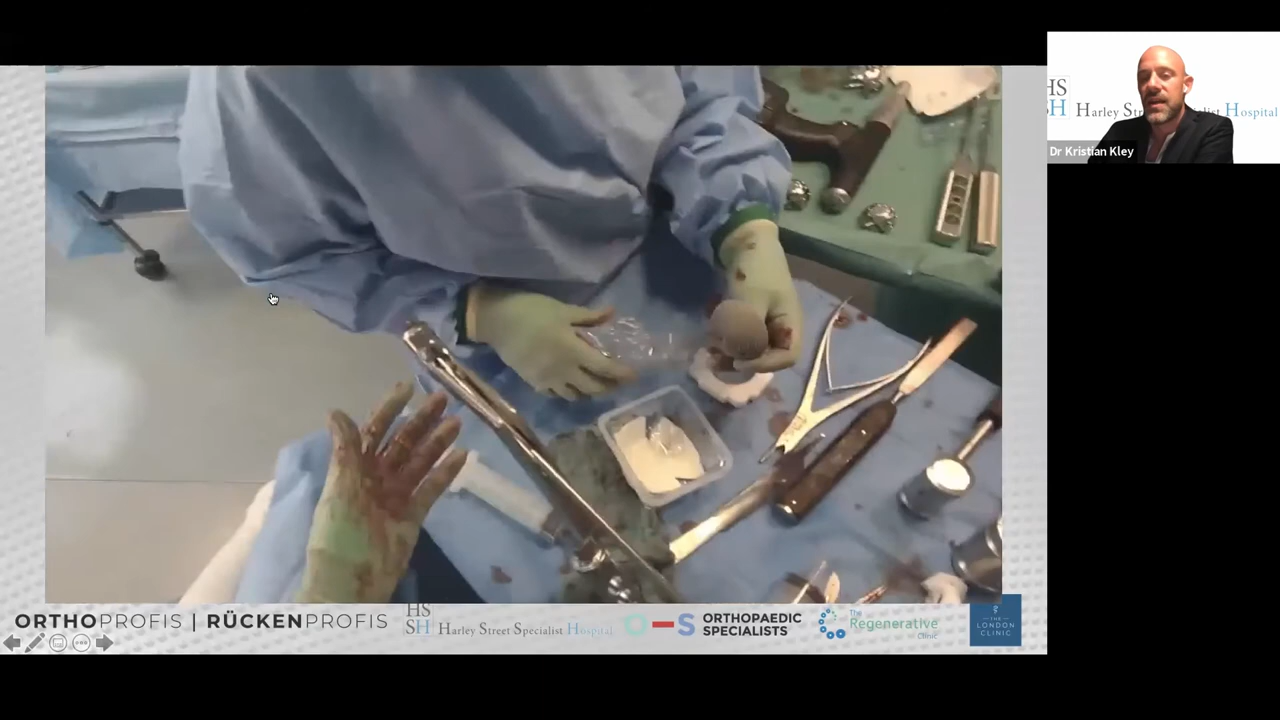 HS
SH Harley Street Specialist Hospital
Dr Kristian Kley
ORTHOPROFIS | RÜCKENPROFIS
HS
SH Harley Street Specialist Hospital
O-S ORTHOPAEDIC
SPECIALISTS
The
Regenerative
Clinic
THE
LONDON
CLINIC